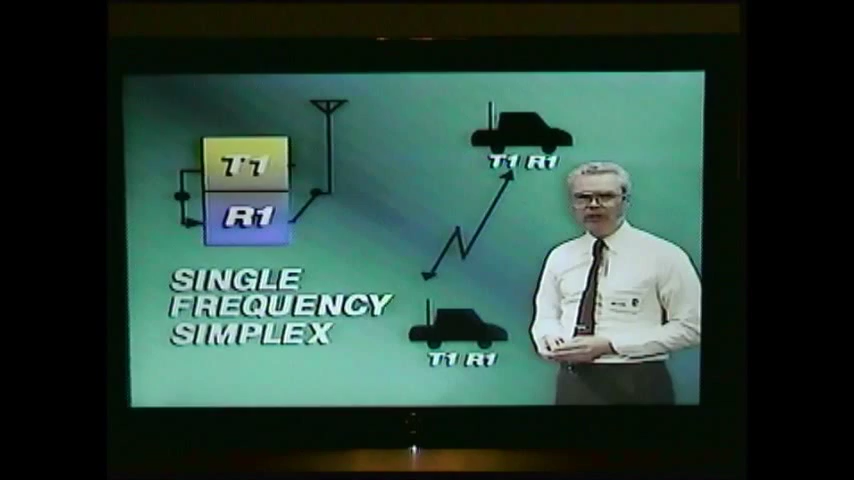 T1
R1
T1 R1
SINGLE
FREQUENCY
SIMPLEX
T1 R1